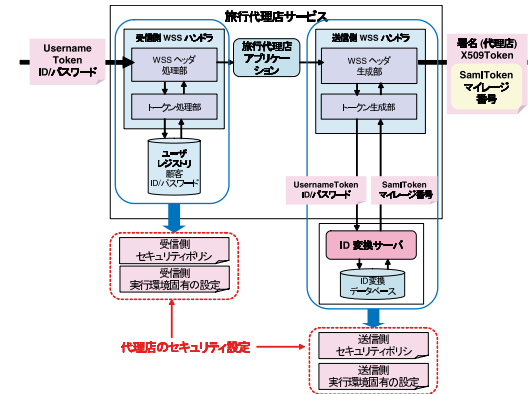 旅行代理店サービス
Username
Token
ID/パスワード
受信側 WSS ハンドラ
WSS ヘッダ
処理部
トークン処理部
ユーザ
レジストリ
顧客
ID/パスワード
旅行代理店
アプリケー
ション
送信側 WSS ハンドラ
WSS ヘッダ
生成部
トークン生成部
署名 (代理店)
X509Token
SamlToken
マイレージ
番号
UsernameToken
ID/パスワード
SamlToken
マイレージ番号
ID 変換サーバ
ID変換
データベース
受信側
セキュリティポリシ
受信側
実行環境固有の設定
代理店のセキュリティ設定
送信側
セキュリティポリシ
送信側
実行環境固有の設定